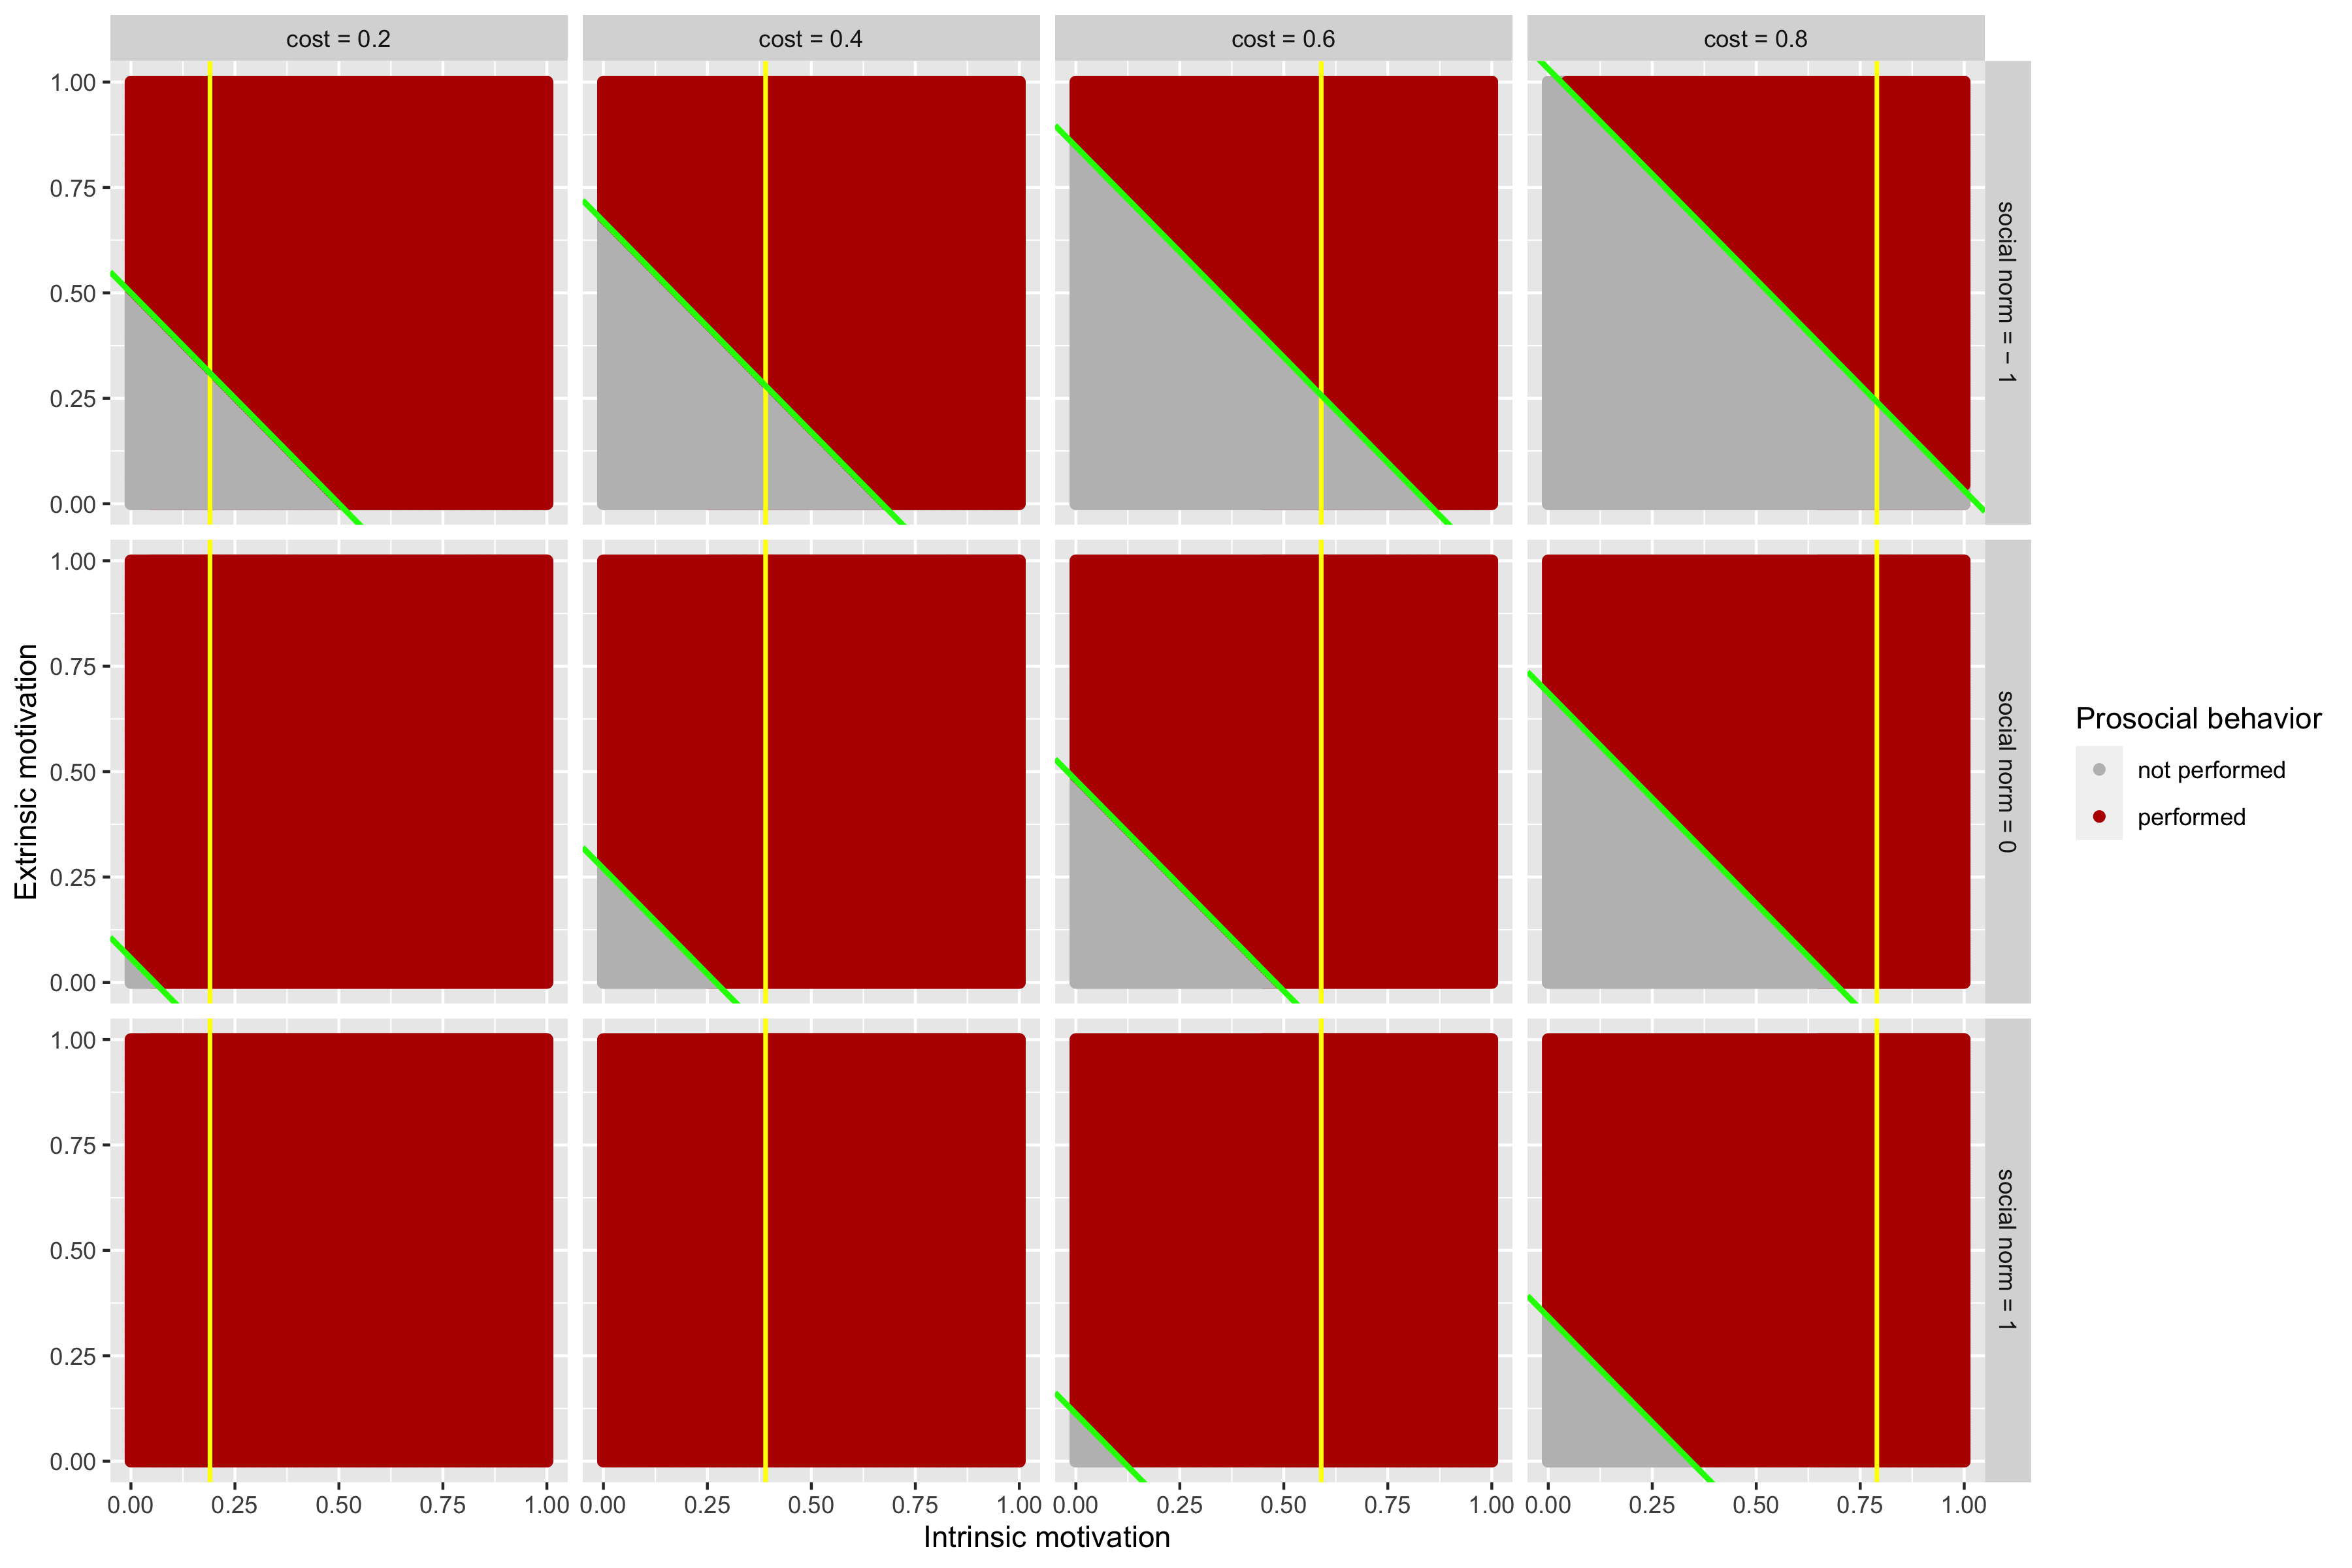 cost = 0.2
cost = 0.4
cost = 0.6
cost = 0.8
1.00
0.75
0.50
0.25
0.00
social norm = − 1
1.00
0.75
0.50
0.25
0.00
social norm = 0
1.00
0.75
0.50
0.25
0.00
social norm = 1
Extrinsic motivation
0.00 0.25 0.50 0.75 1.00
0.00 0.25 0.50 0.75 1.00
0.00 0.25 0.50 0.75 1.00
0.00 0.25 0.50 0.75 1.00
Intrinsic motivation
Prosocial behavior
not performed
performed